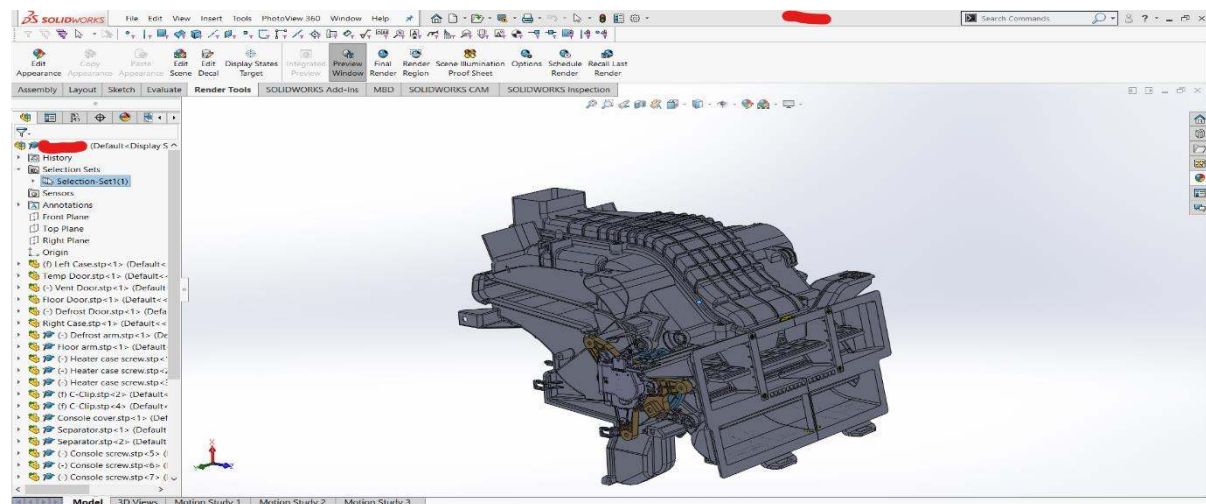 SOLIDWORKS File Edit View Insert Tools PhotoView 360 Window Help Search Commands
Edit Appearance Copy Appearance Paste Appearance Edit Scene Edit Decal Display States Target Integrated Preview Preview Window Final Render Render Region Scene Illumination Proof Sheet Options Schedule Render Recall Last Render
Assembly Layout Sketch Evaluate Render Tools SOLIDWORKS Add-Ins MBD SOLIDWORKS CAM SOLIDWORKS Inspection
(Default<Display S
History
Selection Sets
Selection-Set1(1)
Sensors
Annotations
Front Plane
Top Plane
Right Plane
Origin
(f) Left Case.stp<1> (Default<
Temp Door.stp<1> (Default<
(-) Vent Door.stp<1> (Default
Floor Door.stp<1> (Default<<
(-) Defrost Door.stp<1> (Defa
Right Case.stp<1> (Default<<
(-) Defrost arm.stp<1> (De
Floor arm.stp<1> (Default
(-) Heater case screw.stp<
(-) Heater case screw.stp<
(-) Heater case screw.stp<
(f) C-Clip.stp<2> (Default<
(f) C-Clip.stp<4> (Default<
Console cover.stp<1> (Def
Separator.stp<1> (Default
Separator.stp<2> (Default
(-) Console screw.stp<5> (
(-) Console screw.stp<6> (
(-) Console screw.stp<7> (
Model 3D Views Motion Study 1 Motion Study 2 Motion Study 3